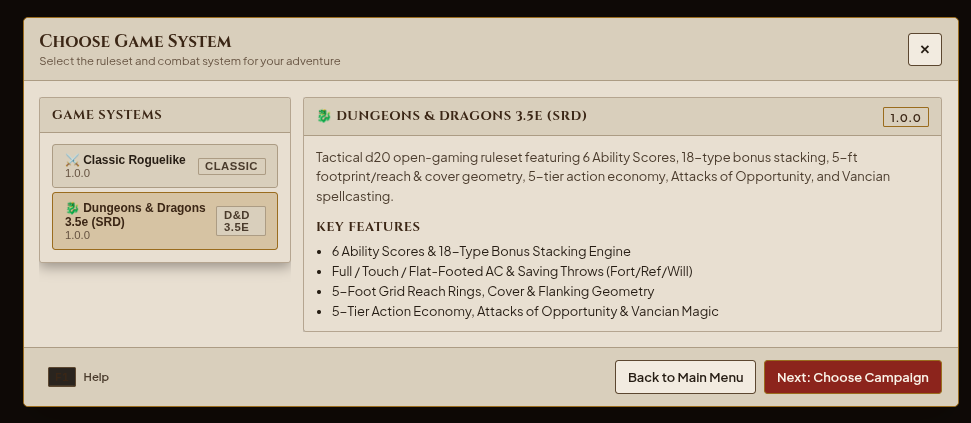 Choose Game System
Select the ruleset and combat system for your adventure
×
Game Systems
⚔️ Classic Roguelike
1.0.0
CLASSIC
🐉 Dungeons & Dragons
3.5e (SRD)
1.0.0
D&D
3.5E
🐉 Dungeons & Dragons 3.5e (SRD)
1.0.0
Tactical d20 open-gaming ruleset featuring 6 Ability Scores, 18-type bonus stacking, 5-ft
footprint/reach & cover geometry, 5-tier action economy, Attacks of Opportunity, and Vancian
spellcasting.
Key Features
• 6 Ability Scores & 18-Type Bonus Stacking Engine
• Full / Touch / Flat-Footed AC & Saving Throws (Fort/Ref/Will)
• 5-Foot Grid Reach Rings, Cover & Flanking Geometry
• 5-Tier Action Economy, Attacks of Opportunity & Vancian Magic
Help
Back to Main Menu
Next: Choose Campaign